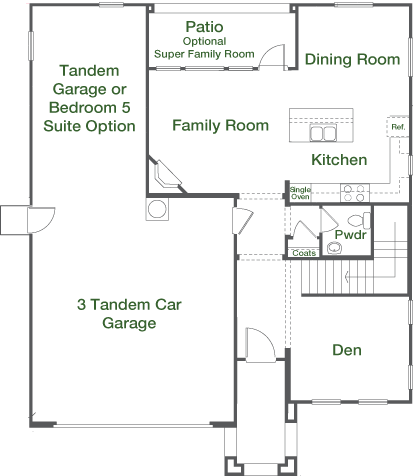 Patio
Optional
Super Family Room
Dining Room
Tandem
Garage or
Bedroom 5
Suite Option
Family Room
Ref.
Kitchen
Single
Oven
Pwdr
Coats
3 Tandem Car
Garage
Den